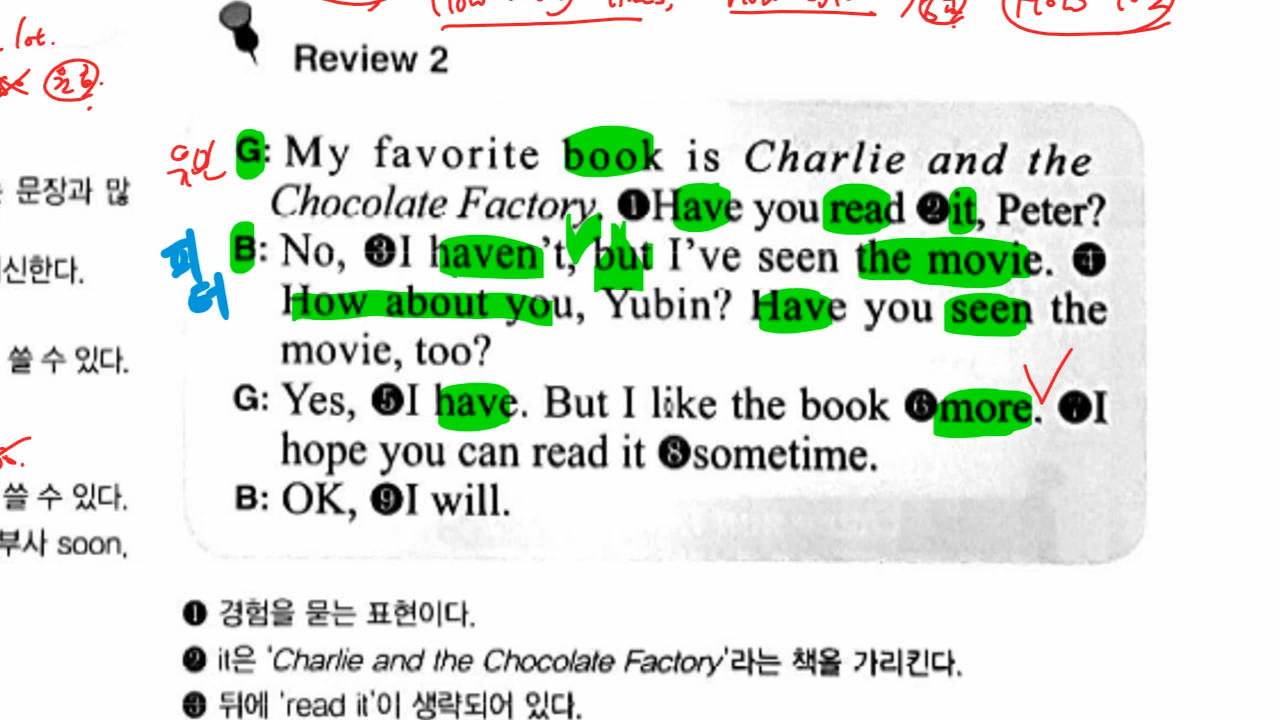 lot.
원형.
Review 2
유빈
G: My favorite book is Charlie and the
Chocolate Factory. ❶Have you read ❷it, Peter?
는 문장과 많
피터
B: No, ❸I haven't, but I've seen the movie. ❹
신한다.
How about you, Yubin? Have you seen the
movie, too?
쓸 수 있다.
G: Yes, ❺I have. But I like the book ❻more. ❼I
hope you can read it ❽sometime.
쓸 수 있다.
B: OK, ❾I will.
부사 soon,
❶ 경험을 묻는 표현이다.
❷ it은 'Charlie and the Chocolate Factory'라는 책을 가리킨다.
❸ 뒤에 'read it'이 생략되어 있다.